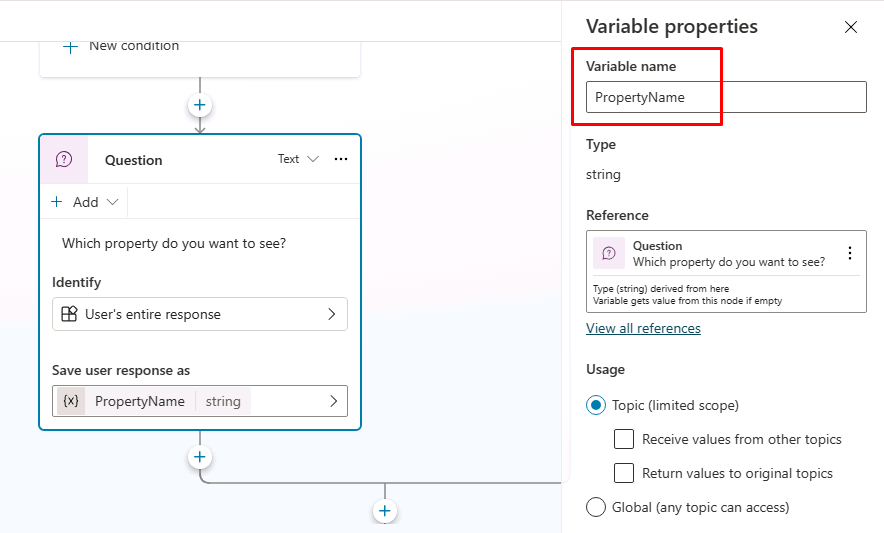 New condition
Question
Text
Add
Which property do you want to see?
Identify
User's entire response
Save user response as
{x} PropertyName string
Variable properties
Variable name
PropertyName
Type
string
Reference
Question
Which property do you want to see?
Type (string) derived from here
Variable gets value from this node if empty
View all references
Usage
Topic (limited scope)
Receive values from other topics
Return values to original topics
Global (any topic can access)